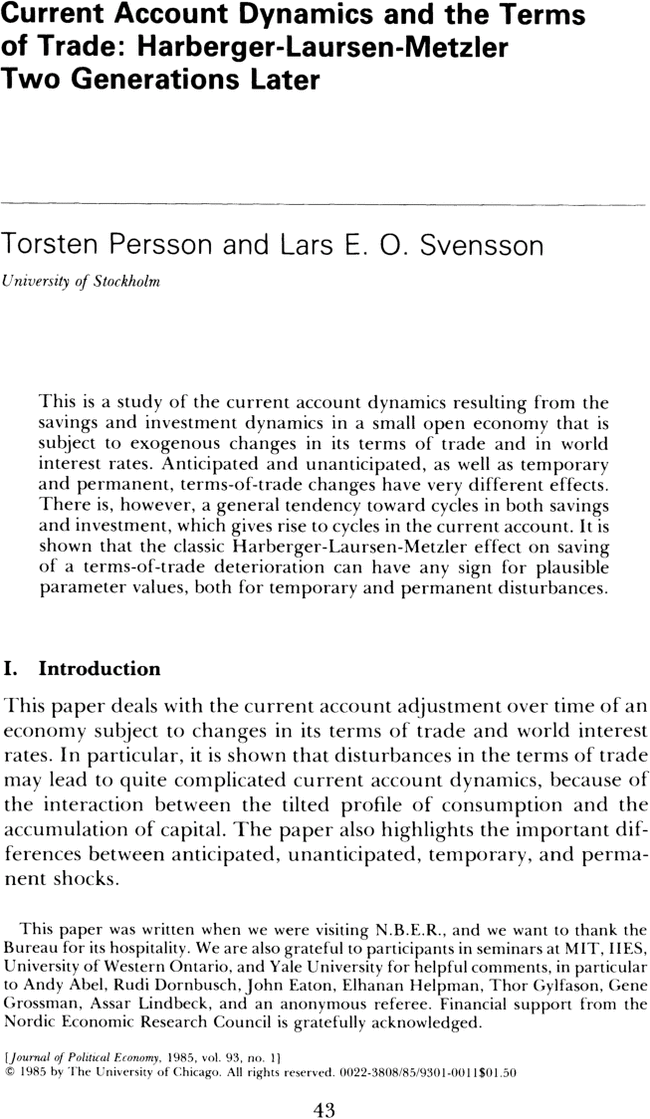 Current Account Dynamics and the Terms
of Trade: Harberger-Laursen-Metzler
Two Generations Later
Torsten Persson and Lars E. O. Svensson
University of Stockholm
This is a study of the current account dynamics resulting from the
savings and investment dynamics in a small open economy that is
subject to exogenous changes in its terms of trade and in world
interest rates. Anticipated and unanticipated, as well as temporary
and permanent, terms-of-trade changes have very different effects.
There is, however, a general tendency toward cycles in both savings
and investment, which gives rise to cycles in the current account. It is
shown that the classic Harberger-Laursen-Metzler effect on saving
of a terms-of-trade deterioration can have any sign for plausible
parameter values, both for temporary and permanent disturbances.
I. Introduction
This paper deals with the current account adjustment over time of an
economy subject to changes in its terms of trade and world interest
rates. In particular, it is shown that disturbances in the terms of trade
may lead to quite complicated current account dynamics, because of
the interaction between the tilted profile of consumption and the
accumulation of capital. The paper also highlights the important dif-
ferences between anticipated, unanticipated, temporary, and perma-
nent shocks.
This paper was written when we were visiting N.B.E.R., and we want to thank the
Bureau for its hospitality. We are also grateful to participants in seminars at MIT, IIES,
University of Western Ontario, and Yale University for helpful comments, in particular
to Andy Abel, Rudi Dornbusch, John Eaton, Elhanan Helpman, Thor Gylfason, Gene
Grossman, Assar Lindbeck, and an anonymous referee. Financial support from the
Nordic Economic Research Council is gratefully acknowledged.
[Journal of Political Economy, 1985, vol. 93, no. 1]
© 1985 by The University of Chicago. All rights reserved. 0022-3808/85/9301-0011$01.50
43